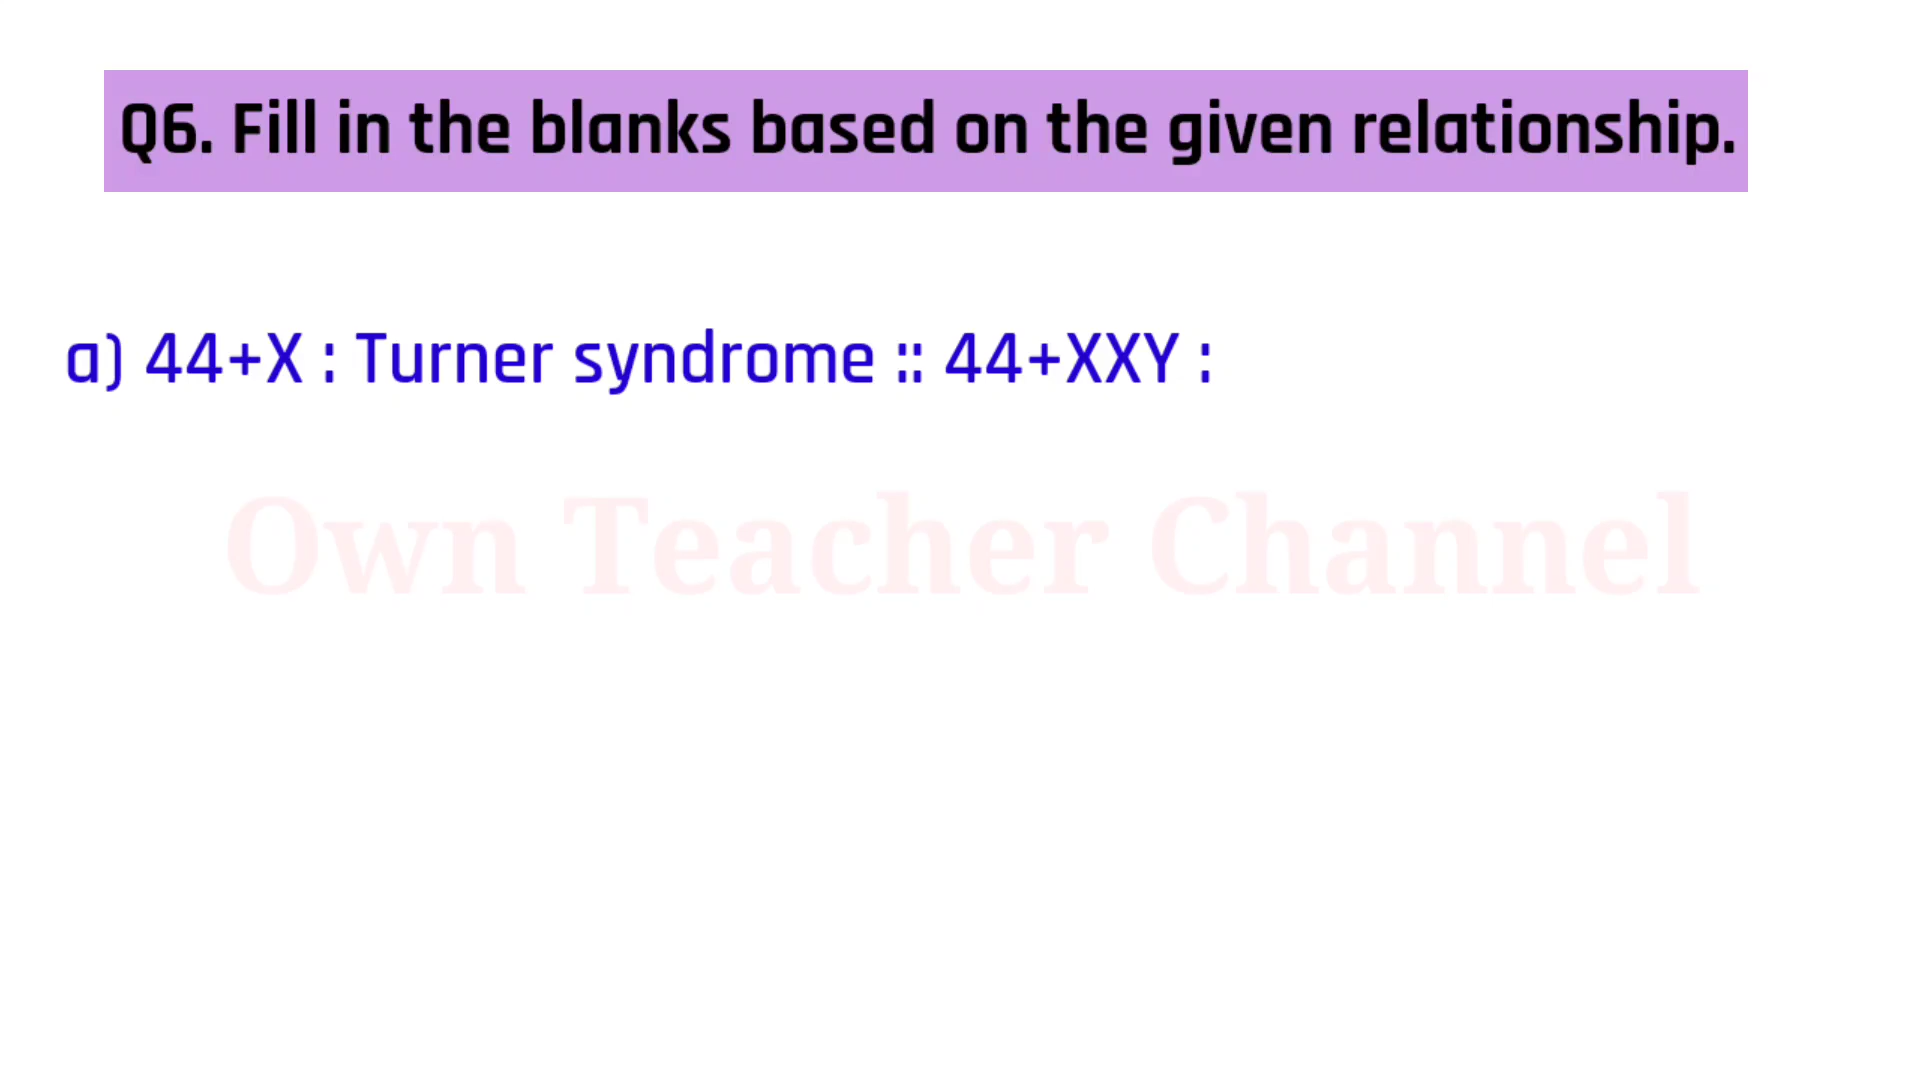 Q6. Fill in the blanks based on the given relationship.
a) 44+X : Turner syndrome :: 44+XXY :
Own Teacher Channel